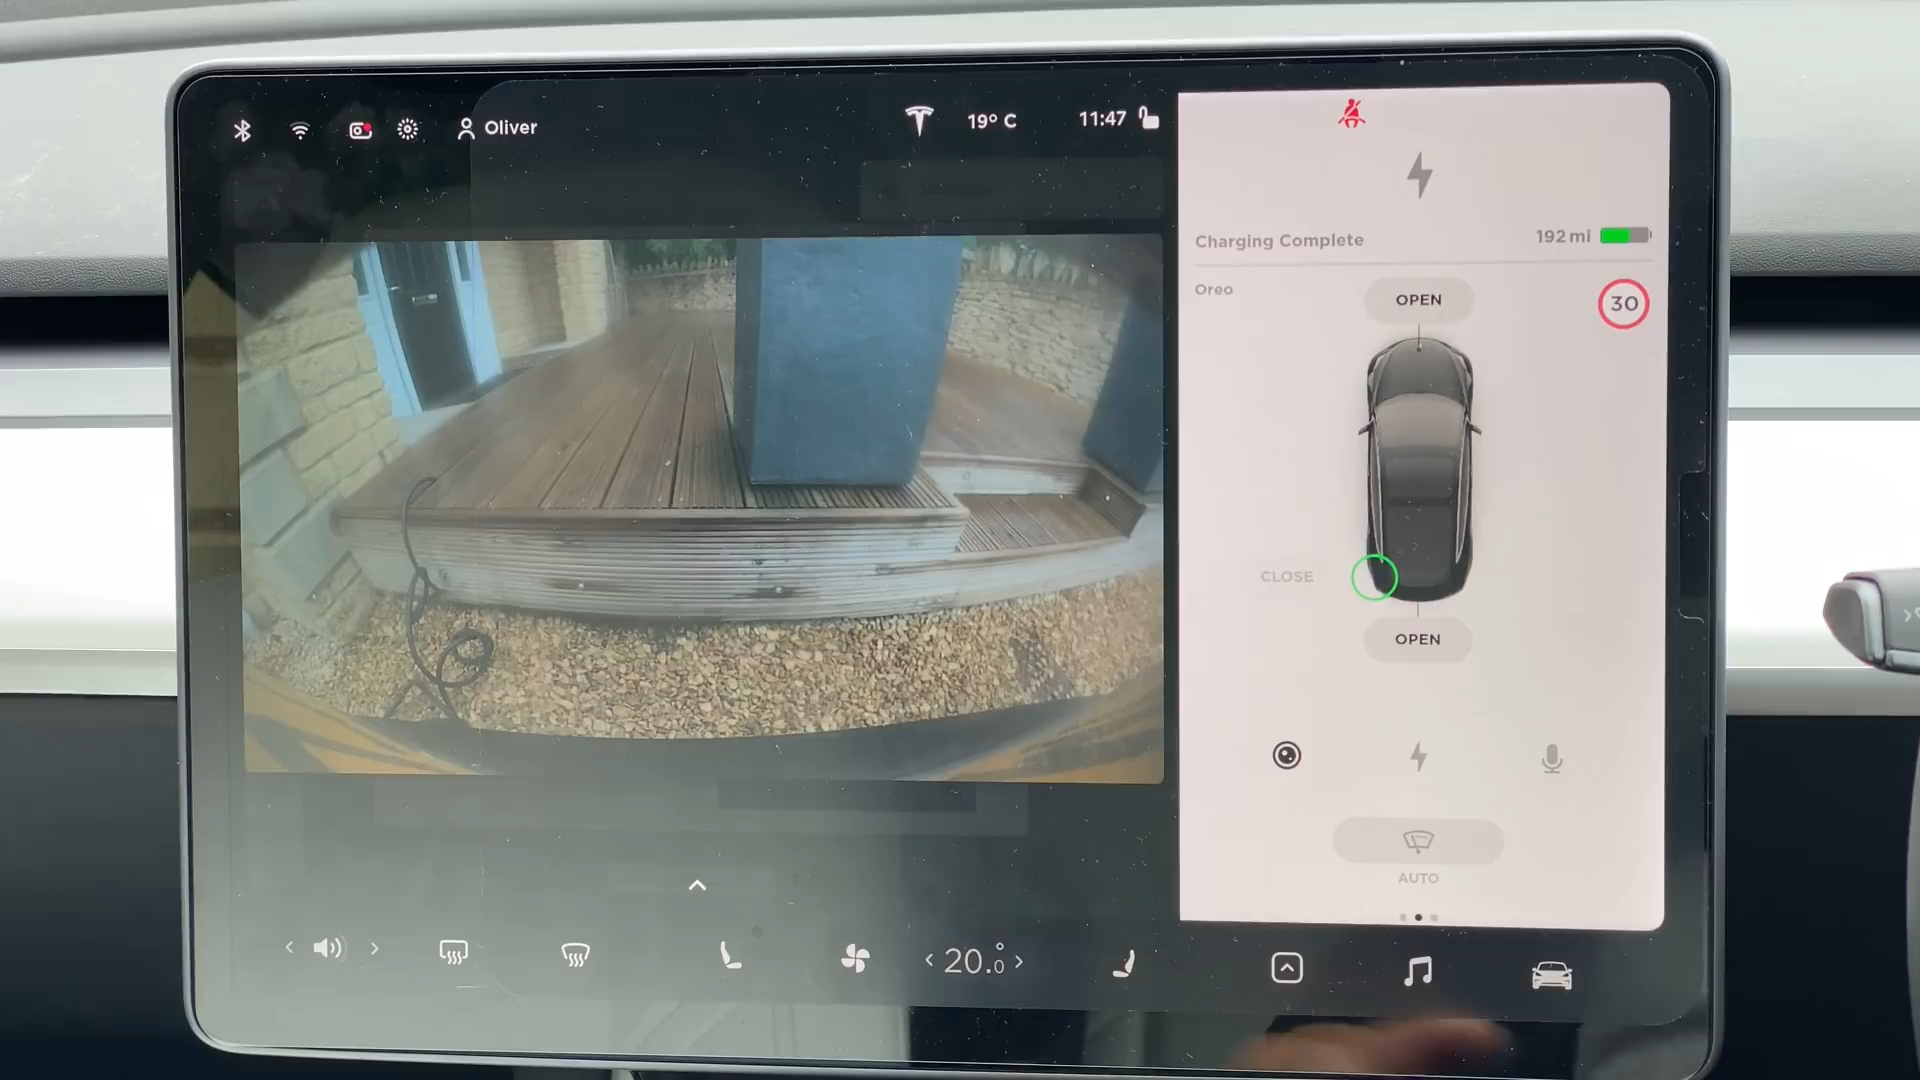 Oliver
19° C
11:47
Charging Complete
192 mi
Oreo
OPEN
30
CLOSE
OPEN
AUTO
20.0°